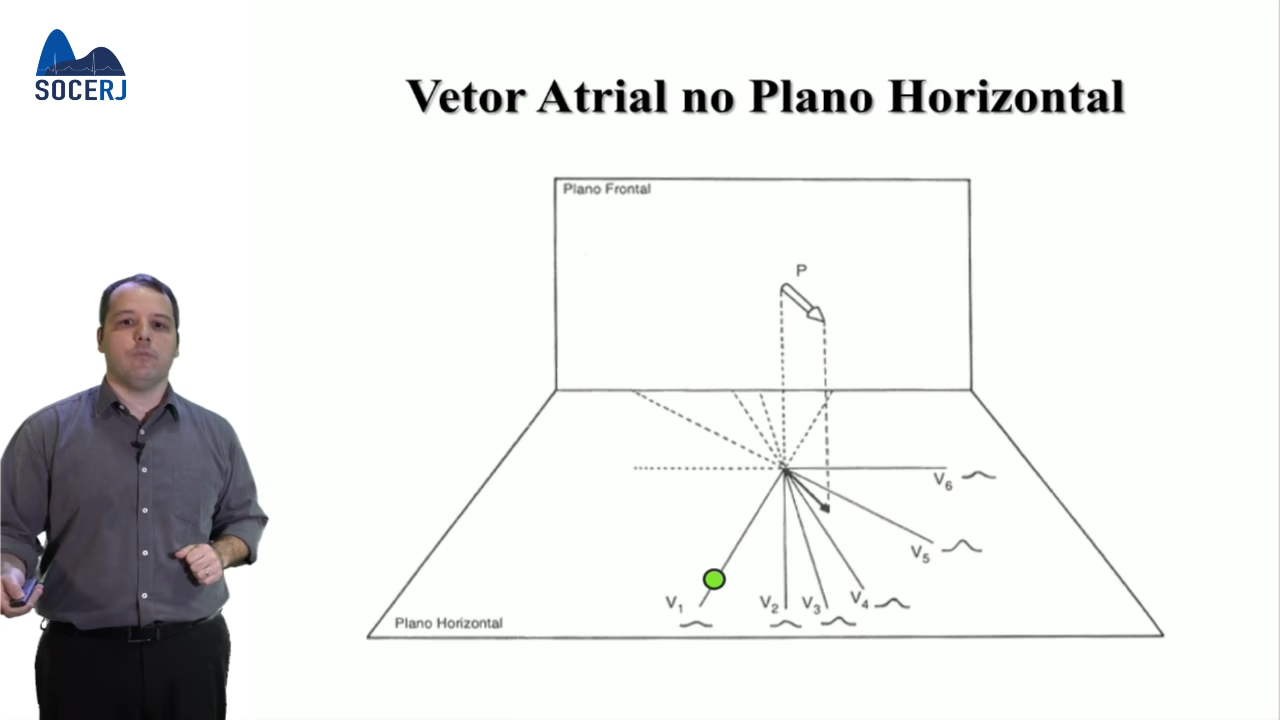 SOCERJ
Vetor Atrial no Plano Horizontal
Plano Frontal
P
V6
V5
V1
V2
V3
V4
Plano Horizontal